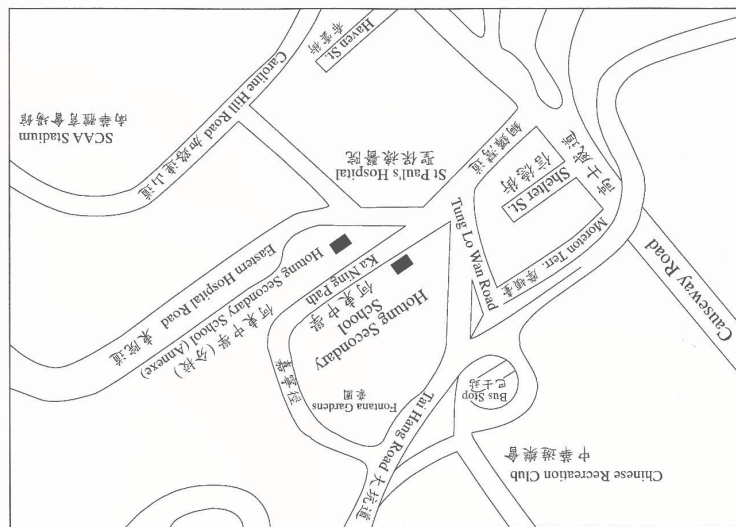 Chinese Recreation Club
中華遊樂會
Tai Hang Road 大坑道
Bus Stop
巴士站
Fontana Gardens
豪園
嘉寧徑
Causeway Road
Moreton Terr. 摩頓臺
Hotung Secondary
School
何東中學
Ka Ning Path
Hotung Secondary School (Annexe)
何東中學 (分校)
Eastern Hospital Road 東院道
高士威道
Shelter St.
信德街
Tung Lo Wan Road
銅鑼灣道
St Paul's Hospital
聖保祿醫院
Caroline Hill Road 加路連山道
SCAA Stadium
南華體育會場館
Haven St.
希雲街